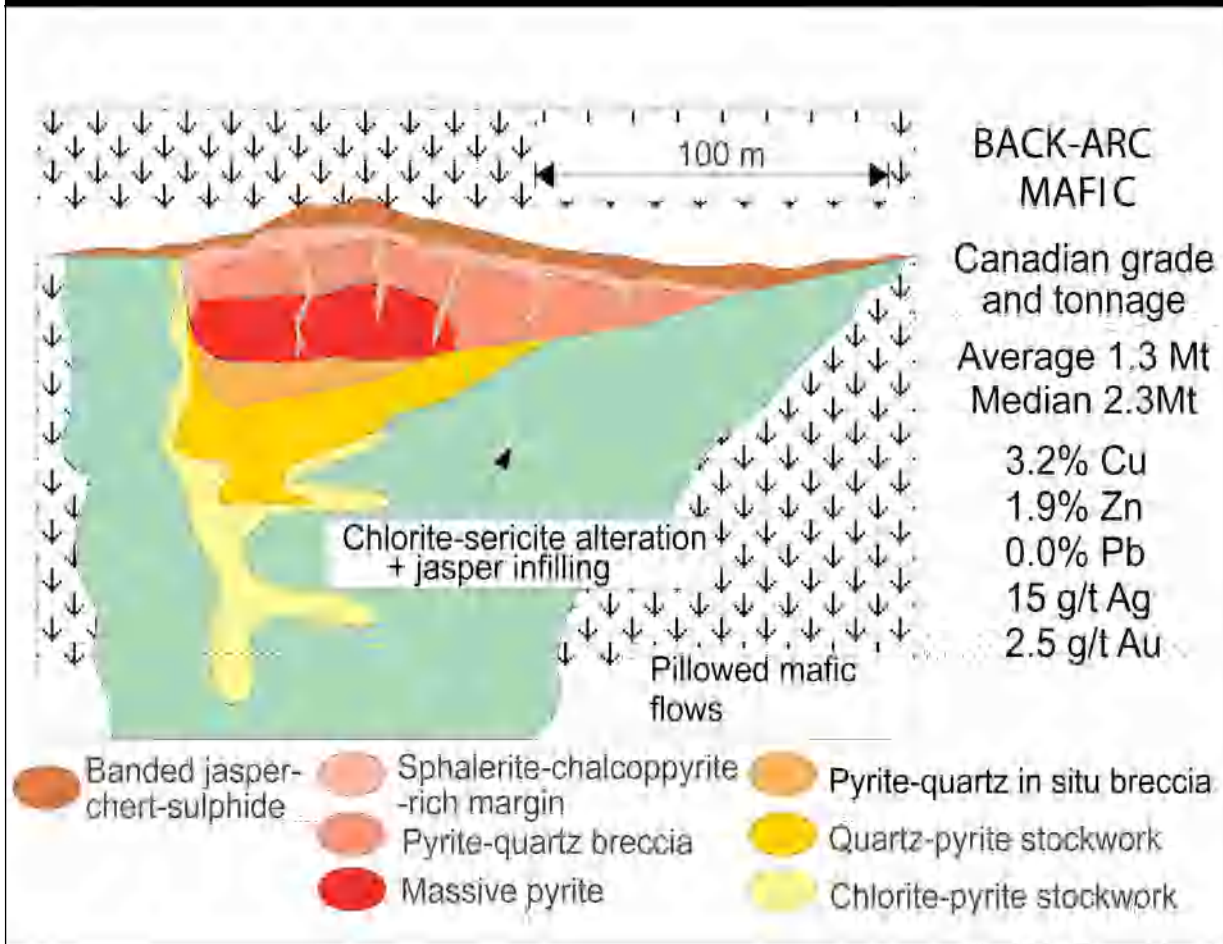 100 m
BACK-ARC
MAFIC
Canadian grade
and tonnage
Average 1.3 Mt
Median 2.3Mt
3.2% Cu
1.9% Zn
0.0% Pb
15 g/t Ag
2.5 g/t Au
Chlorite-sericite alteration
+ jasper infilling
Pillowed mafic
flows
Banded jasper-
chert-sulphide
Sphalerite-chalcoppyrite
-rich margin
Pyrite-quartz breccia
Massive pyrite
Pyrite-quartz in situ breccia
Quartz-pyrite stockwork
Chlorite-pyrite stockwork